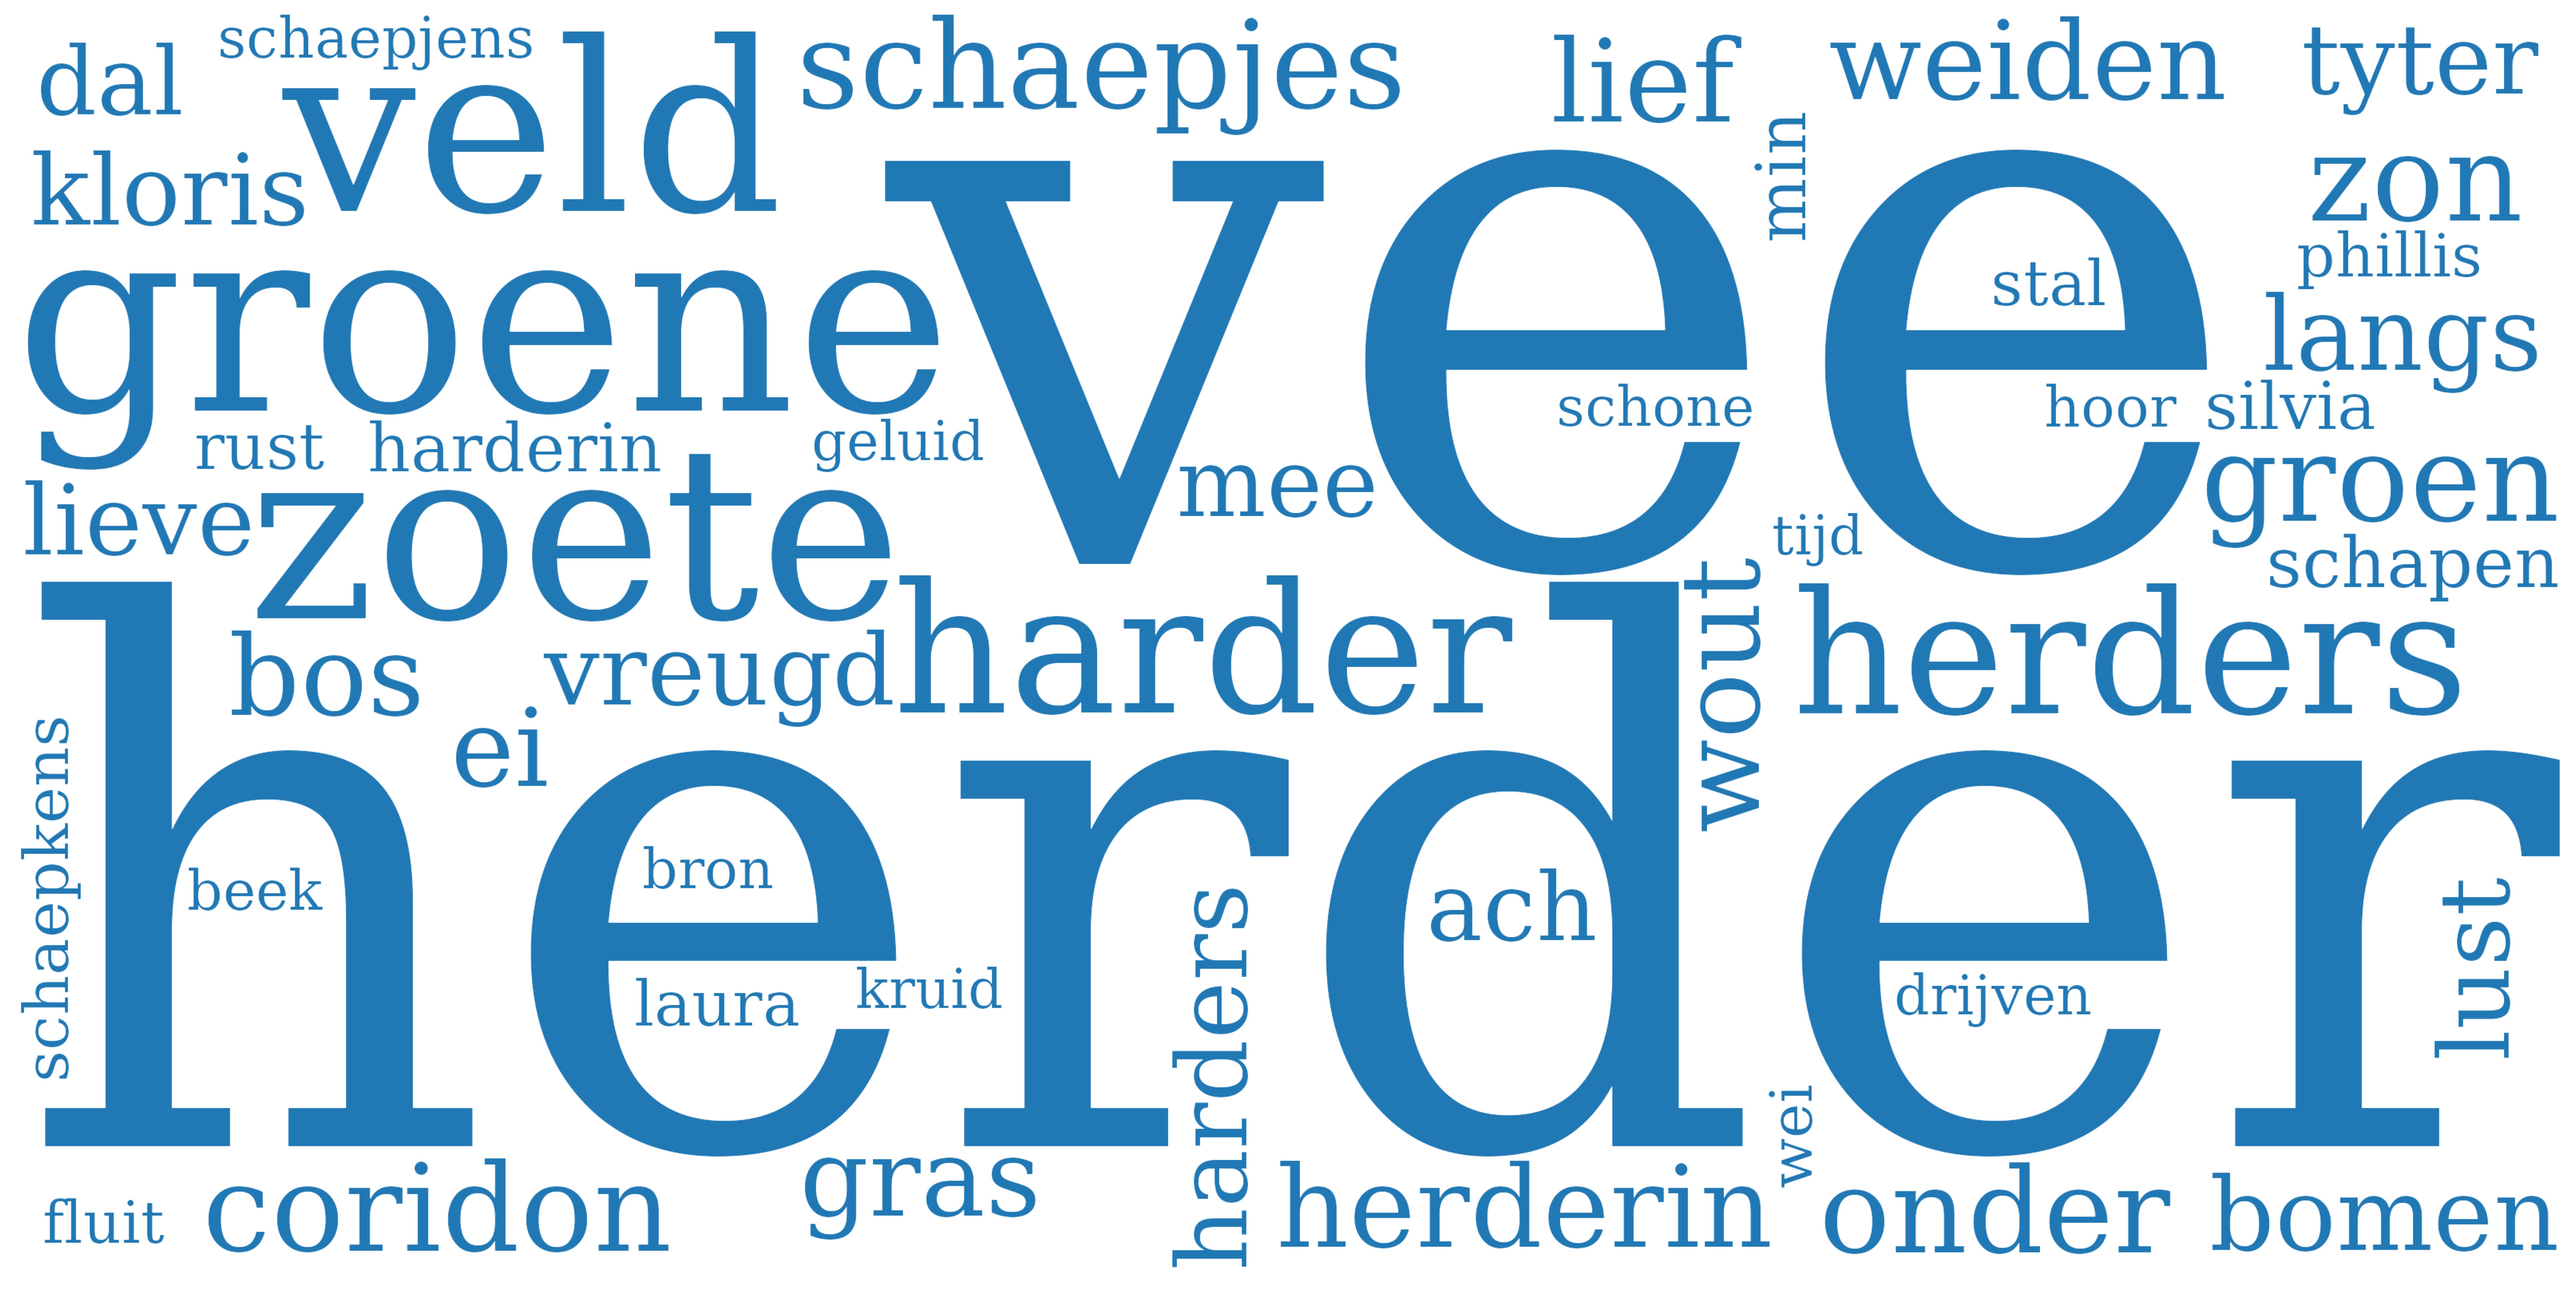 schaepjens
dal
veld
schaepjes
lief
weiden
tyter
min
kloris
zon
vee
groene
phillis
stal
langs
schone
hoor
silvia
rust
harderin
geluid
mee
groen
lieve
zoete
tijd
schapen
wout
harder
herders
bos
vreugd
ei
herder
schaepkens
beek
bron
ach
lust
laura
kruid
harders
drijven
wei
fluit
coridon
gras
herderin
onder
bomen